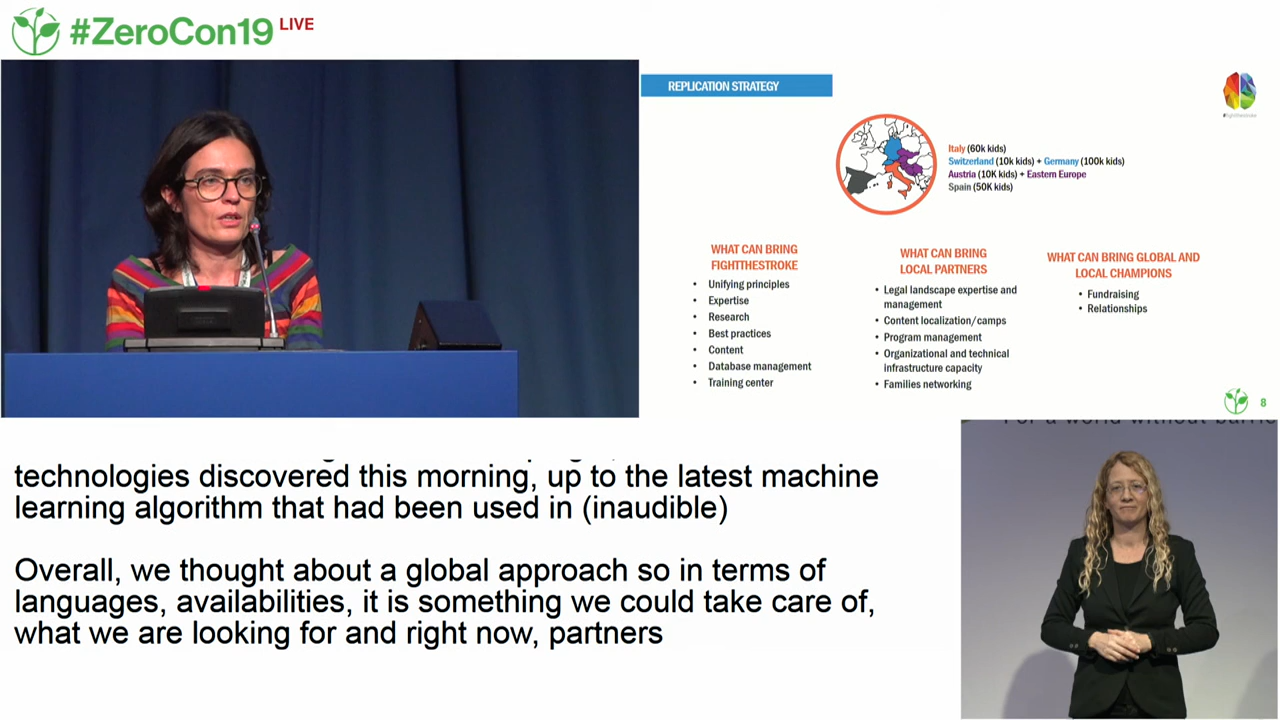 #ZeroCon19 LIVE
REPLICATION STRATEGY
#fightthestroke
Italy (60k kids)
Switzerland (10k kids) + Germany (100k kids)
Austria (10K kids) + Eastern Europe
Spain (50K kids)
WHAT CAN BRING
FIGHTTHESTROKE
• Unifying principles
• Expertise
• Research
• Best practices
• Content
• Database management
• Training center
WHAT CAN BRING
LOCAL PARTNERS
• Legal landscape expertise and
management
• Content localization/camps
• Program management
• Organizational and technical
infrastructure capacity
• Families networking
WHAT CAN BRING GLOBAL AND
LOCAL CHAMPIONS
• Fundraising
• Relationships
8
technologies discovered this morning, up to the latest machine
learning algorithm that had been used in (inaudible)
Overall, we thought about a global approach so in terms of
languages, availabilities, it is something we could take care of,
what we are looking for and right now, partners
For a world without